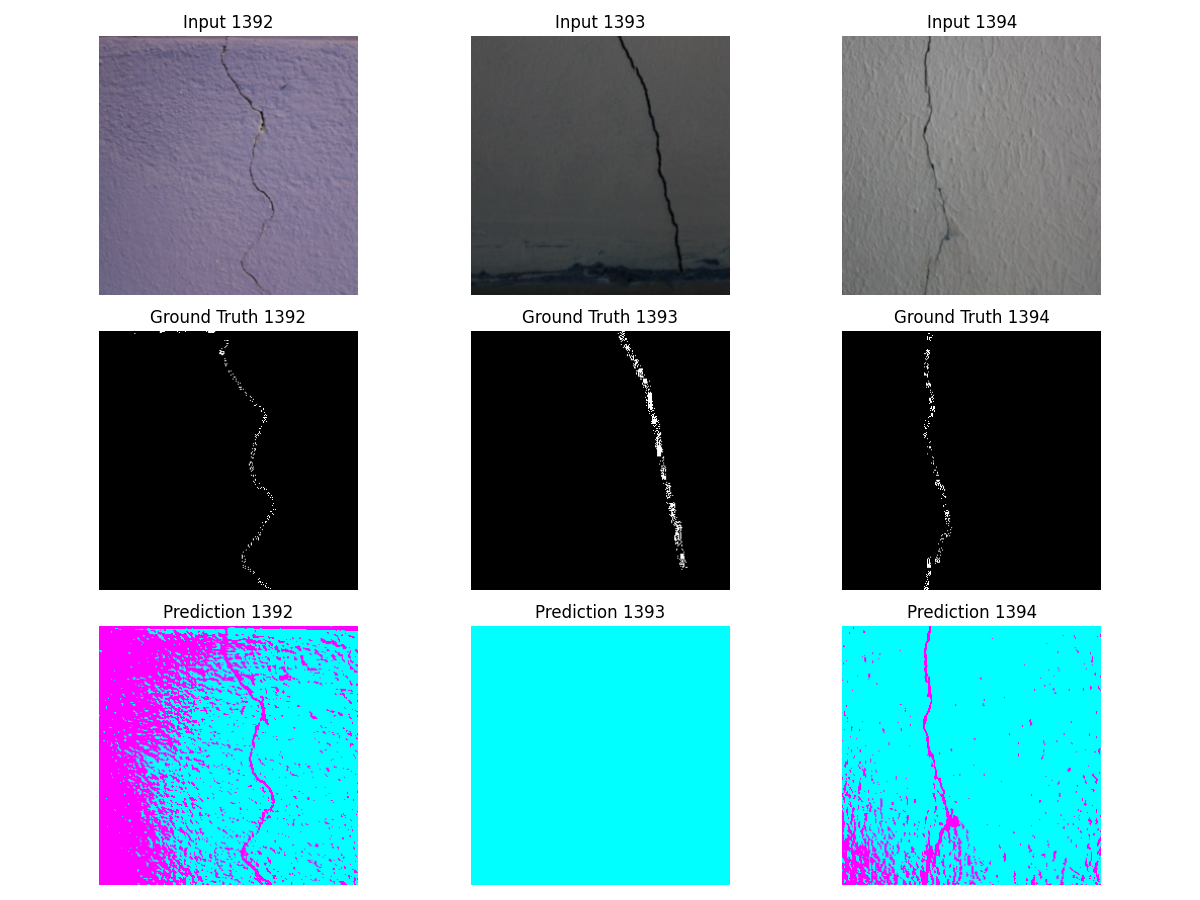 Input 1392
Input 1393
Input 1394
Ground Truth 1392
Ground Truth 1393
Ground Truth 1394
Prediction 1392
Prediction 1393
Prediction 1394